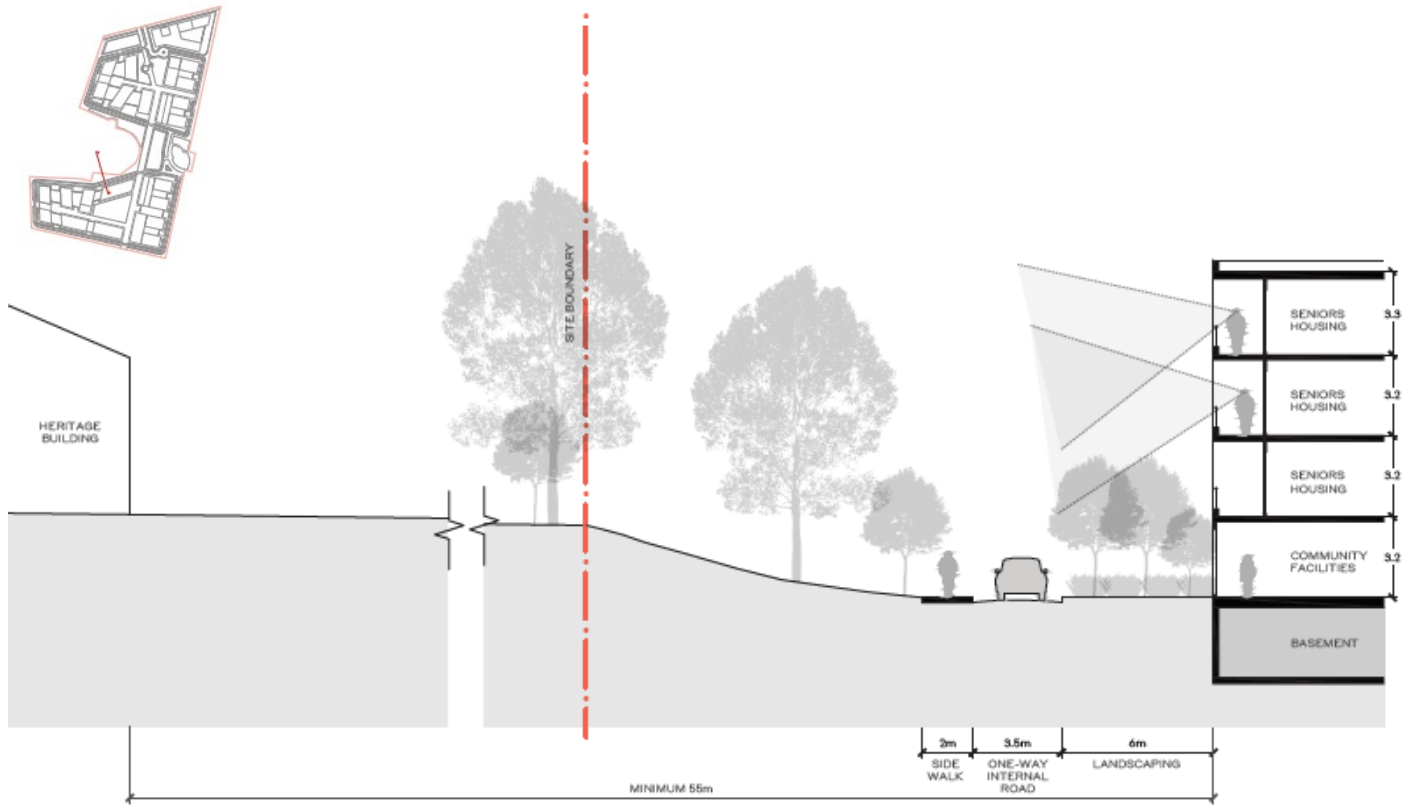 SITE BOUNDARY
HERITAGE
BUILDING
SENIORS
HOUSING
3.3
SENIORS
HOUSING
3.2
SENIORS
HOUSING
3.2
COMMUNITY
FACILITIES
3.2
BASEMENT
2m
3.5m
6m
SIDE
WALK
ONE-WAY
INTERNAL
ROAD
LANDSCAPING
MINIMUM 55m